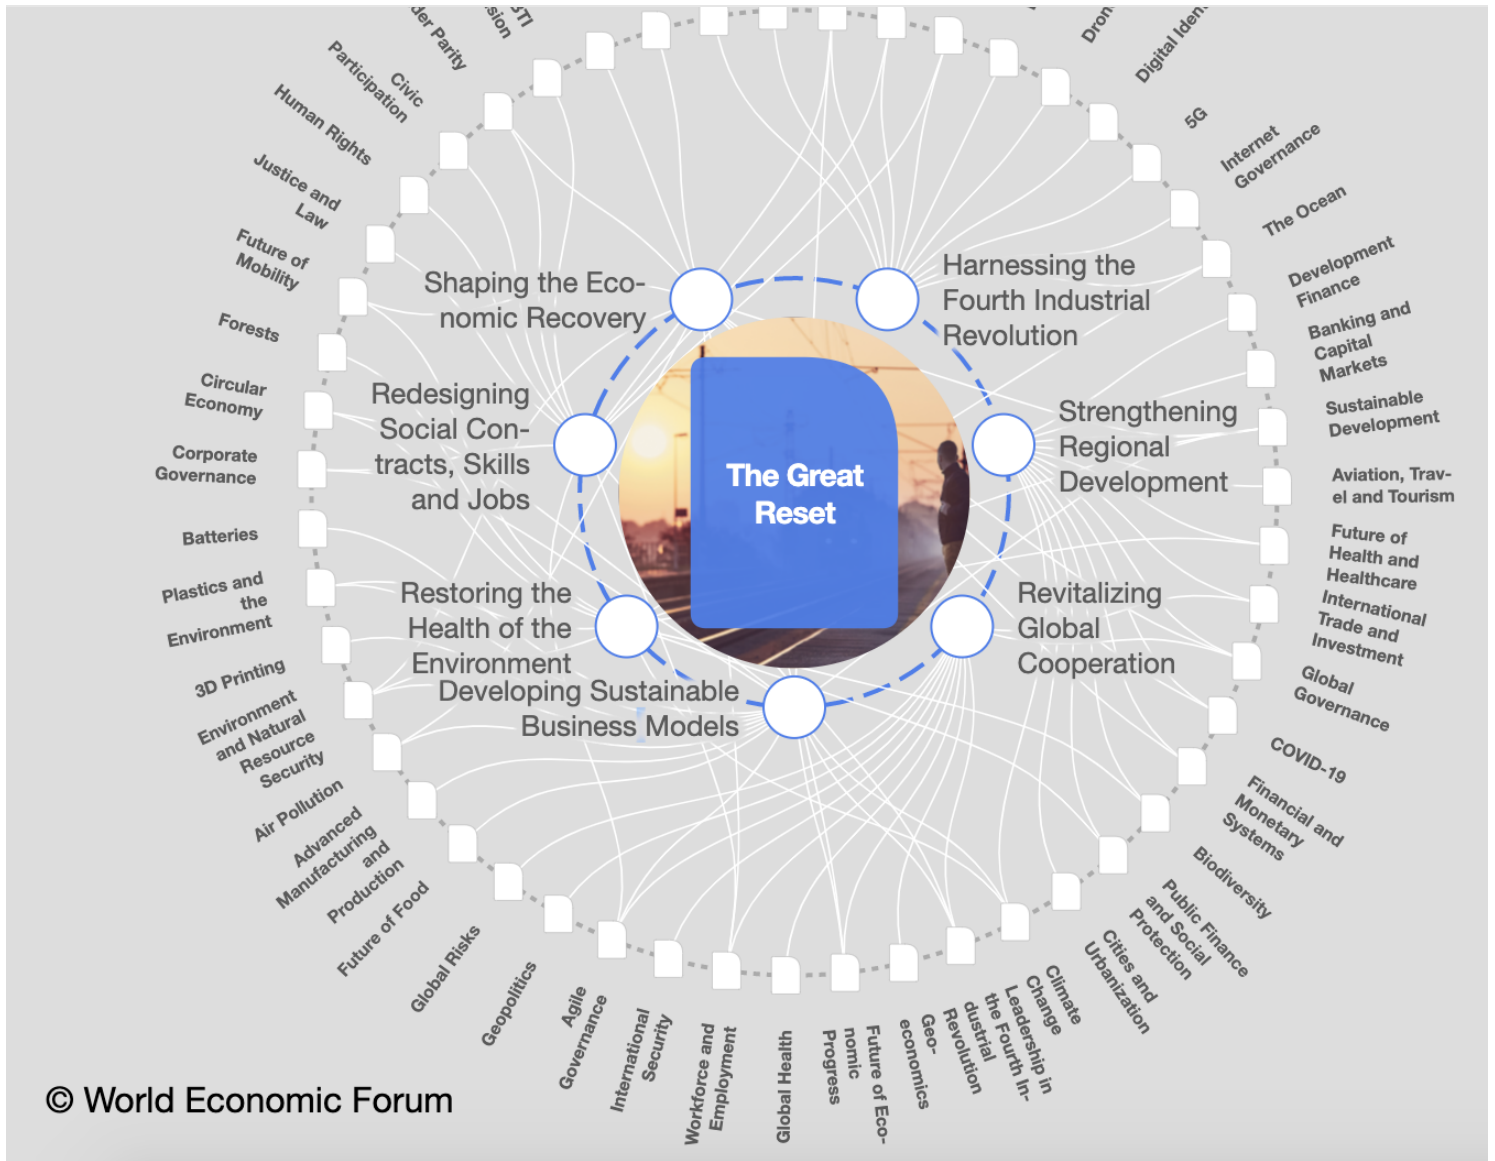 The Great
Reset
Shaping the Eco-
nomic Recovery
Harnessing the
Fourth Industrial
Revolution
Redesigning
Social Con-
tracts, Skills
and Jobs
Strengthening
Regional
Development
Restoring the
Health of the
Environment
Revitalizing
Global
Cooperation
Developing Sustainable
Business Models
Parity
Civic
Participation
Human Rights
Justice and
Law
Future of
Mobility
Forests
Circular
Economy
Corporate
Governance
Batteries
Plastics and
the
Environment
3D Printing
Environment
and Natural
Resource
Security
Air Pollution
Advanced
Manufacturing
and
Production
Future of Food
Global Risks
Geopolitics
Agile
Governance
International
Security
Workforce and
Employment
Global Health
Future of Eco-
nomic
Progress
Geo-
economics
Leadership in
the Fourth In-
dustrial
Revolution
Climate
Change
Cities and
Urbanization
Public Finance
and Social
Protection
Biodiversity
Financial and
Monetary
Systems
COVID-19
Global
Governance
International
Trade and
Investment
Future of
Health and
Healthcare
Aviation, Trav-
el and Tourism
Sustainable
Development
Banking and
Capital
Markets
Development
Finance
The Ocean
Internet
Governance
5G
Digital
© World Economic Forum